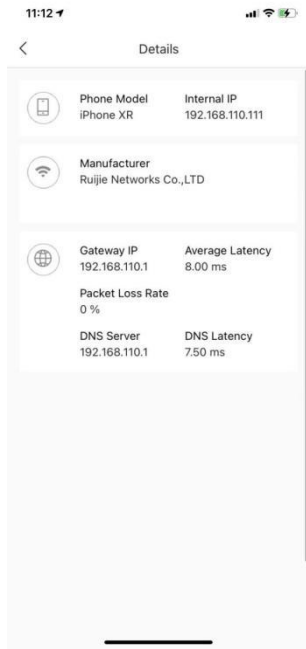 11:12
Details
Phone Model Internal IP
iPhone XR 192.168.110.111
Manufacturer
Ruijie Networks Co.,LTD
Gateway IP Average Latency
192.168.110.1 8.00 ms
Packet Loss Rate
0 %
DNS Server DNS Latency
192.168.110.1 7.50 ms